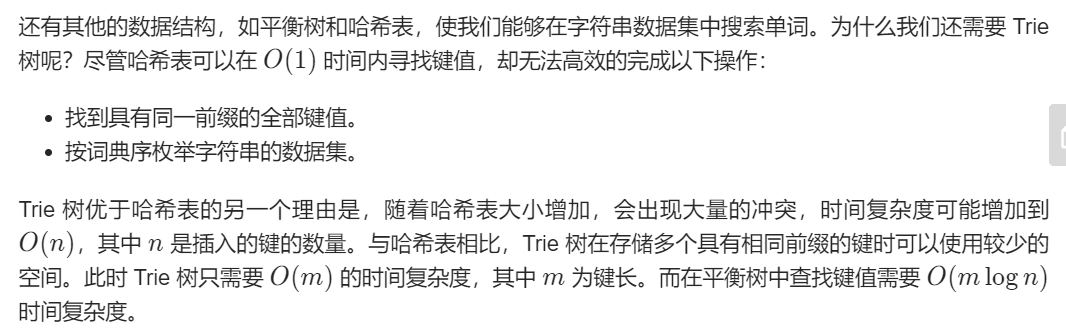 还有其他的数据结构，如平衡树和哈希表，使我们能够在字符串数据集中搜索单词。为什么我们还需要 Trie
树呢？尽管哈希表可以在 O(1) 时间内寻找键值，却无法高效的完成以下操作：
• 找到具有同一前缀的全部键值。
• 按词典序枚举字符串的数据集。
Trie 树优于哈希表的另一个理由是，随着哈希表大小增加，会出现大量的冲突，时间复杂度可能增加到
O(n)，其中 n 是插入的键的数量。与哈希表相比，Trie 树在存储多个具有相同前缀的键时可以使用较少的
空间。此时 Trie 树只需要 O(m) 的时间复杂度，其中 m 为键长。而在平衡树中查找键值需要 O(m log n)
时间复杂度。